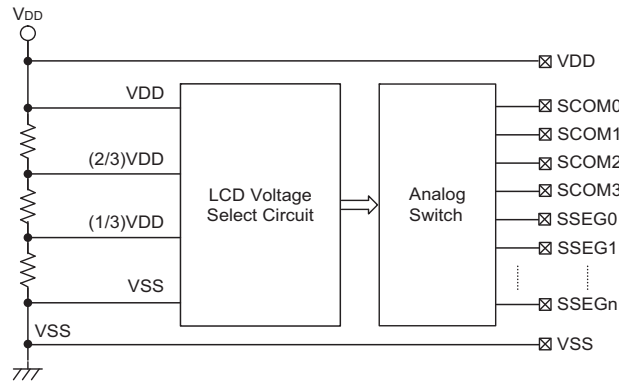 VDD
VDD
VDD
SCOM0
(2/3)VDD
SCOM1
SCOM2
LCD Voltage
Select Circuit
Analog
Switch
SCOM3
(1/3)VDD
SSEG0
SSEG1
VSS
SSEGn
VSS
VSS